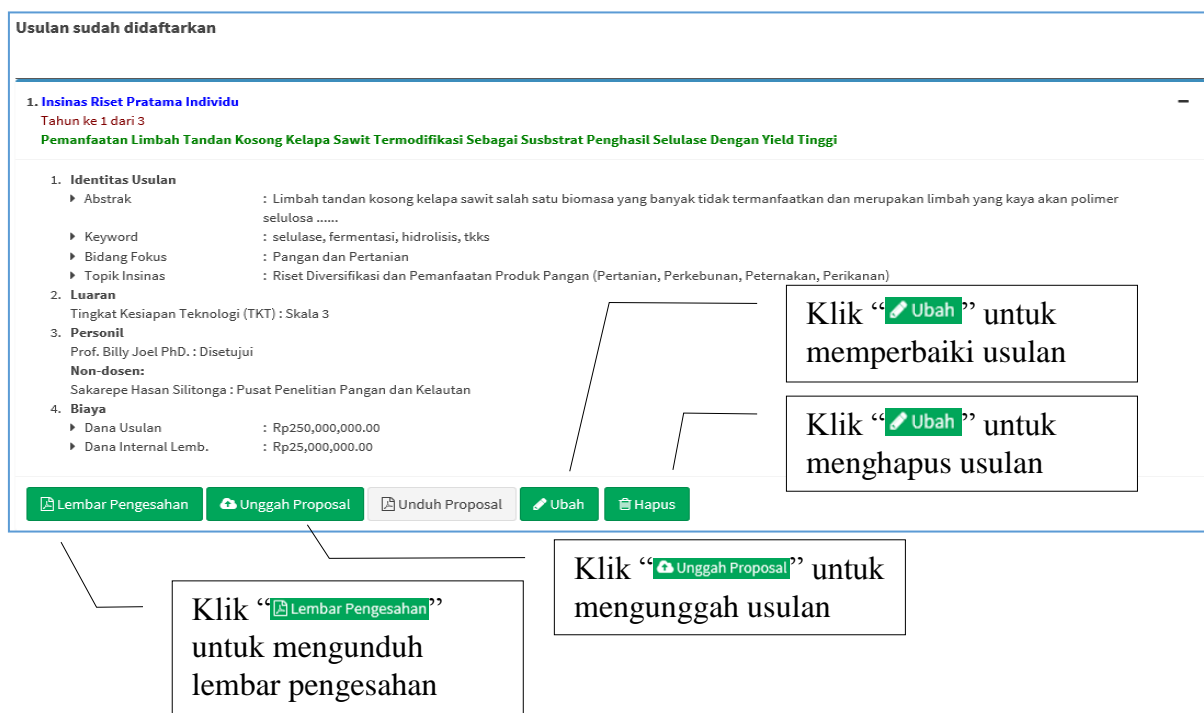 Usulan sudah didaftarkan
1. Insinas Riset Pratama Individu
Tahun ke 1 dari 3
Pemanfaatan Limbah Tandan Kosong Kelapa Sawit Termodifikasi Sebagai Susbstrat Penghasil Selulase Dengan Yield Tinggi
1. Identitas Usulan
Abstrak : Limbah tandan kosong kelapa sawit salah satu biomasa yang banyak tidak termanfaatkan dan merupakan limbah yang kaya akan polimer
selulosa ......
Keyword : selulase, fermentasi, hidrolisis, tkks
Bidang Fokus : Pangan dan Pertanian
Topik Insinas : Riset Diversifikasi dan Pemanfaatan Produk Pangan (Pertanian, Perkebunan, Peternakan, Perikanan)
2. Luaran
Tingkat Kesiapan Teknologi (TKT) : Skala 3
3. Personil
Prof. Billy Joel PhD. : Disetujui
Non-dosen:
Sakarepe Hasan Silitonga : Pusat Penelitian Pangan dan Kelautan
4. Biaya
Dana Usulan : Rp250,000,000.00
Dana Internal Lemb. : Rp25,000,000.00
Klik “Ubah” untuk
memperbaiki usulan
Klik “Ubah” untuk
menghapus usulan
Lembar Pengesahan Unggah Proposal Unduh Proposal Ubah Hapus
Klik “Unggah Proposal” untuk
mengunggah usulan
Klik “Lembar Pengesahan”
untuk mengunduh
lembar pengesahan